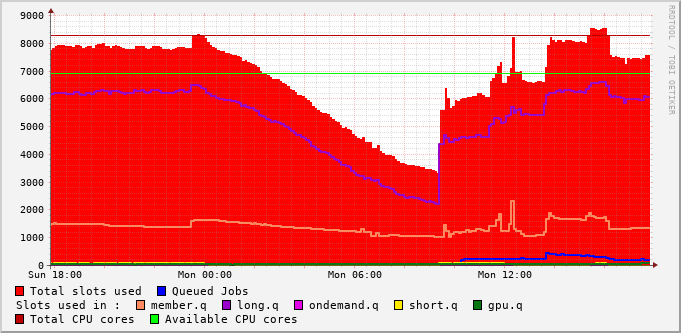 9000
8000
7000
6000
5000
4000
3000
2000
1000
0
Sun 18:00 Mon 00:00 Mon 06:00 Mon 12:00
Total slots used Queued Jobs
Slots used in : member.q long.q ondemand.q short.q gpu.q
Total CPU cores Available CPU cores
RRDTOOL / TOBI OETIKER